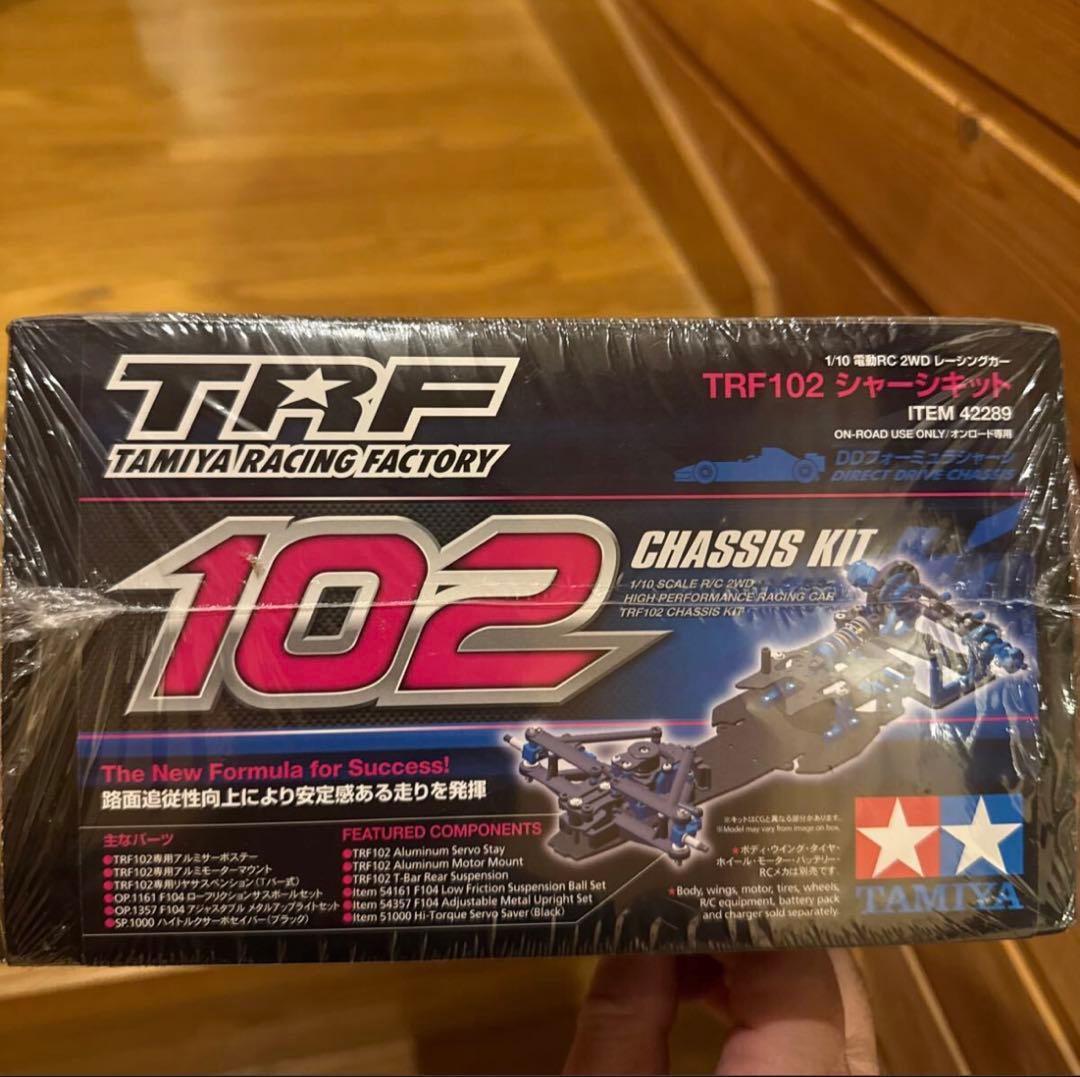 TRF
TAMIYA RACING FACTORY
1/10 電動RC 2WD レーシングカー
TRF102 シャーシキット
ITEM 42289
ON-ROAD USE ONLY/オンロード専用
DDフォーミュラシャーシ
DIRECT DRIVE CHASSIS
102
CHASSIS KIT
1/10 SCALE R/C 2WD
HIGH PERFORMANCE RACING CAR
TRF102 CHASSIS KIT
The New Formula for Success!
路面追従性向上により安定感ある走りを発揮
主なパーツ
●TRF102専用アルミサーボステー
●TRF102専用アルミモーターマウント
●TRF102専用リヤサスペンション(Tバー式)
●OP.1161 F104 ローフリクションサスボールセット
●OP.1357 F104 アジャスタブル メタルアップライトセット
●SP.1000 ハイトルクサーボセイバー(ブラック)
FEATURED COMPONENTS
●TRF102 Aluminum Servo Stay
●TRF102 Aluminum Motor Mount
●TRF102 T-Bar Rear Suspension
●Item 54161 F104 Low Friction Suspension Ball Set
●Item 54357 F104 Adjustable Metal Upright Set
●Item 51000 Hi-Torque Servo Saver (Black)
※キットはCGと異なる部分があります。
※Model may vary from image on box.
★ボディ・ウイング・タイヤ・
ホイール・モーター・バッテリー・
RCメカは別売です。
★Body, wings, motor, tires, wheels,
R/C equipment, battery pack
and charger sold separately.
TAMIYA